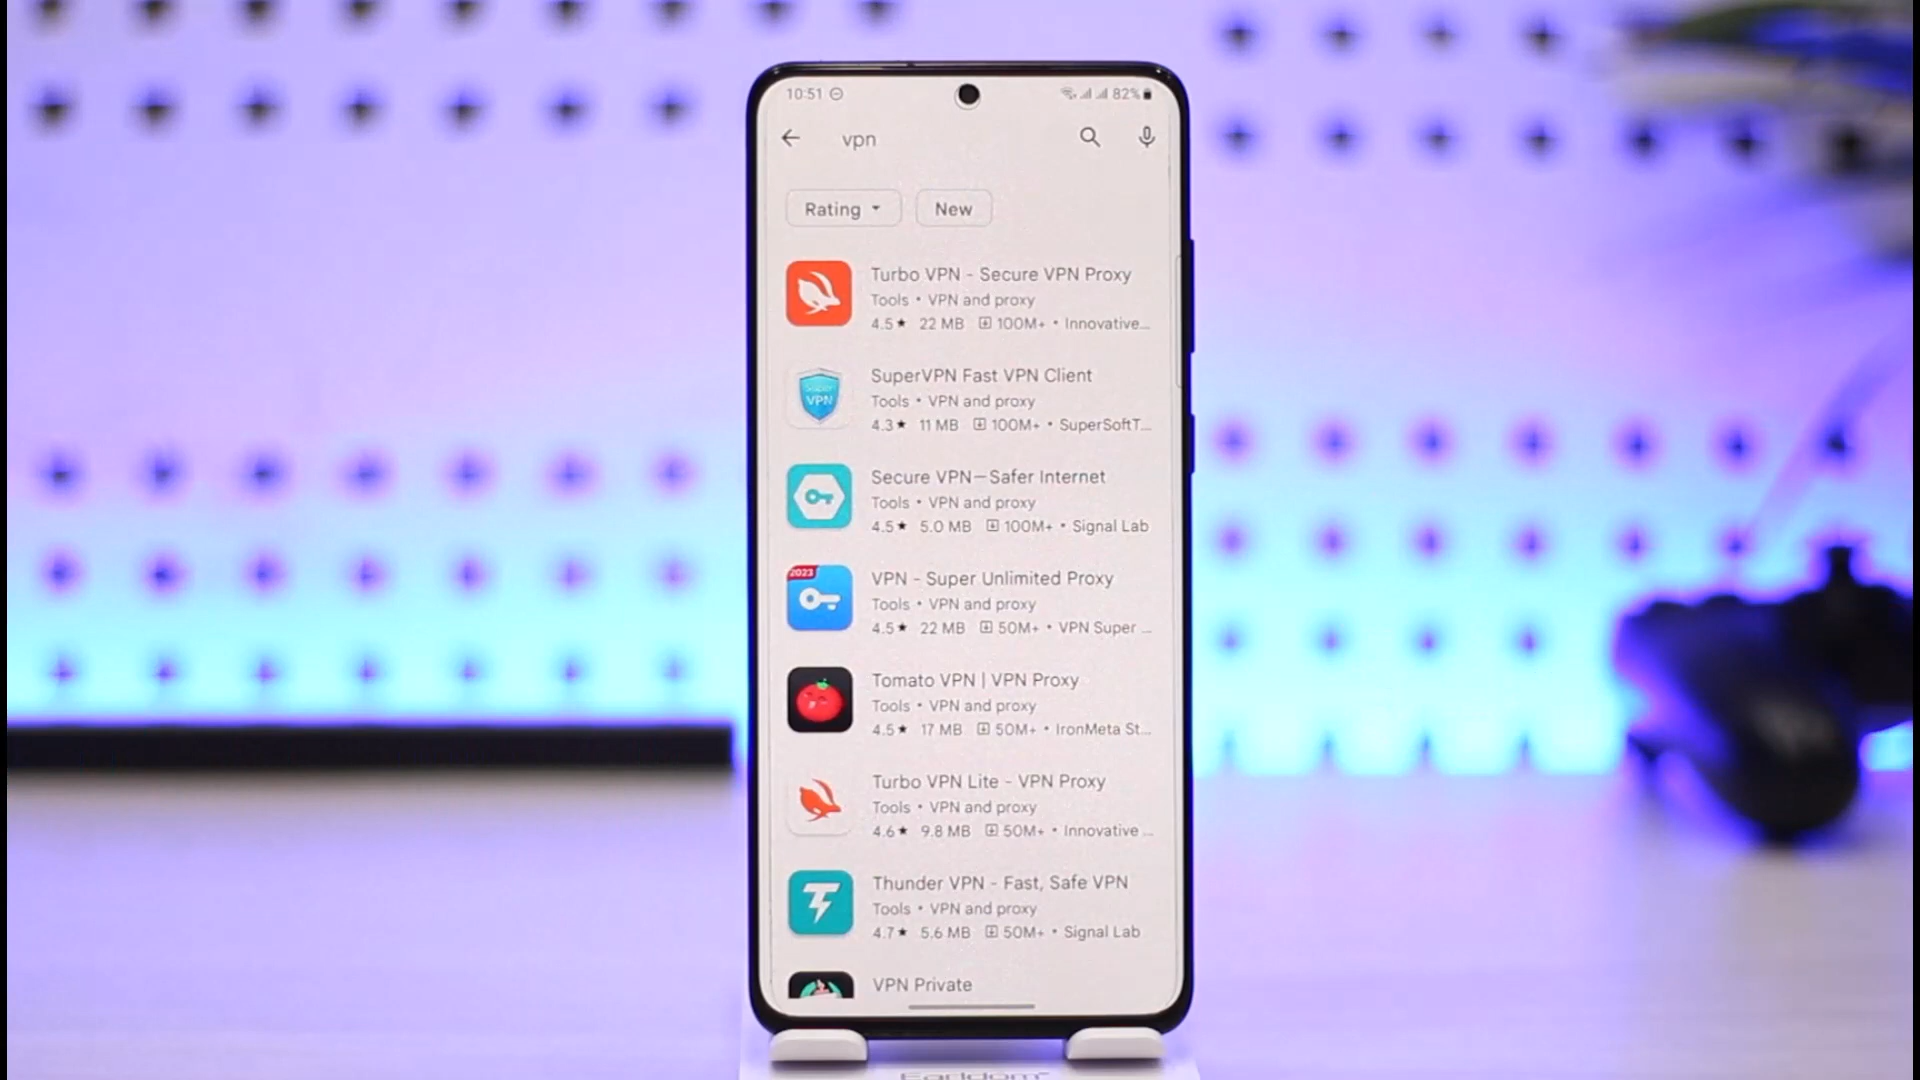 10:51 82%
vpn
Rating New
Turbo VPN - Secure VPN Proxy
Tools • VPN and proxy
4.5★ 22 MB 100M+ • Innovative...
SuperVPN Fast VPN Client
Super VPN
Tools • VPN and proxy
4.3★ 11 MB 100M+ • SuperSoftT...
Secure VPN—Safer Internet
Tools • VPN and proxy
4.5★ 5.0 MB 100M+ • Signal Lab
2023
VPN - Super Unlimited Proxy
Tools • VPN and proxy
4.5★ 22 MB 50M+ • VPN Super ...
Tomato VPN | VPN Proxy
Tools • VPN and proxy
4.5★ 17 MB 50M+ • IronMeta St...
Turbo VPN Lite - VPN Proxy
Tools • VPN and proxy
4.6★ 9.8 MB 50M+ • Innovative ...
Thunder VPN - Fast, Safe VPN
Tools • VPN and proxy
4.7★ 5.6 MB 50M+ • Signal Lab
VPN Private